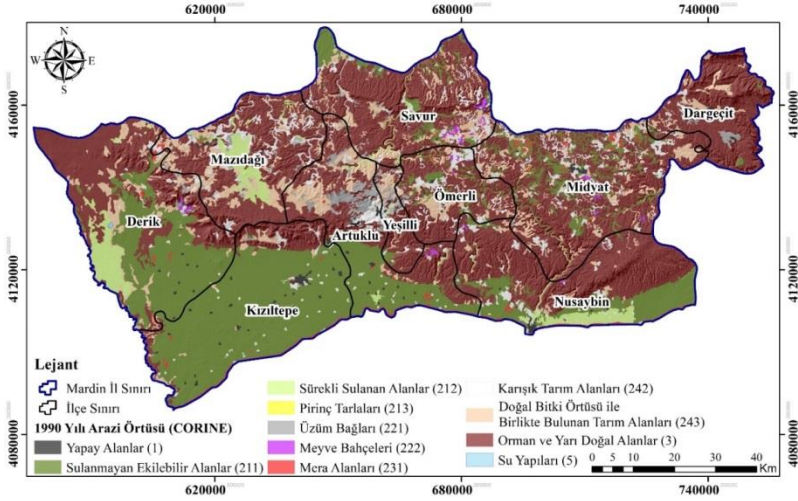 620000 680000 740000
N
W E
S
4160000 4160000
Savur
Dargeçit
Mazıdağı
Midyat
Ömerli
Derik
Yeşilli
Artuklu
4120000 4120000
Nusaybin
Kızıltepe
Lejant
Mardin İl Sınırı
İlçe Sınırı
1990 Yılı Arazi Örtüsü (CORINE)
Yapay Alanlar (1)
Sulanmayan Ekilebilir Alanlar (211)
Sürekli Sulanan Alanlar (212)
Pirinç Tarlaları (213)
Üzüm Bağları (221)
Meyve Bahçeleri (222)
Mera Alanları (231)
Karışık Tarım Alanları (242)
Doğal Bitki Örtüsü ile
Birlikte Bulunan Tarım Alanları (243)
Orman ve Yarı Doğal Alanlar (3)
Su Yapıları (5)
0 5 10 20 30 40
Km
4080000 4080000
620000 680000 740000